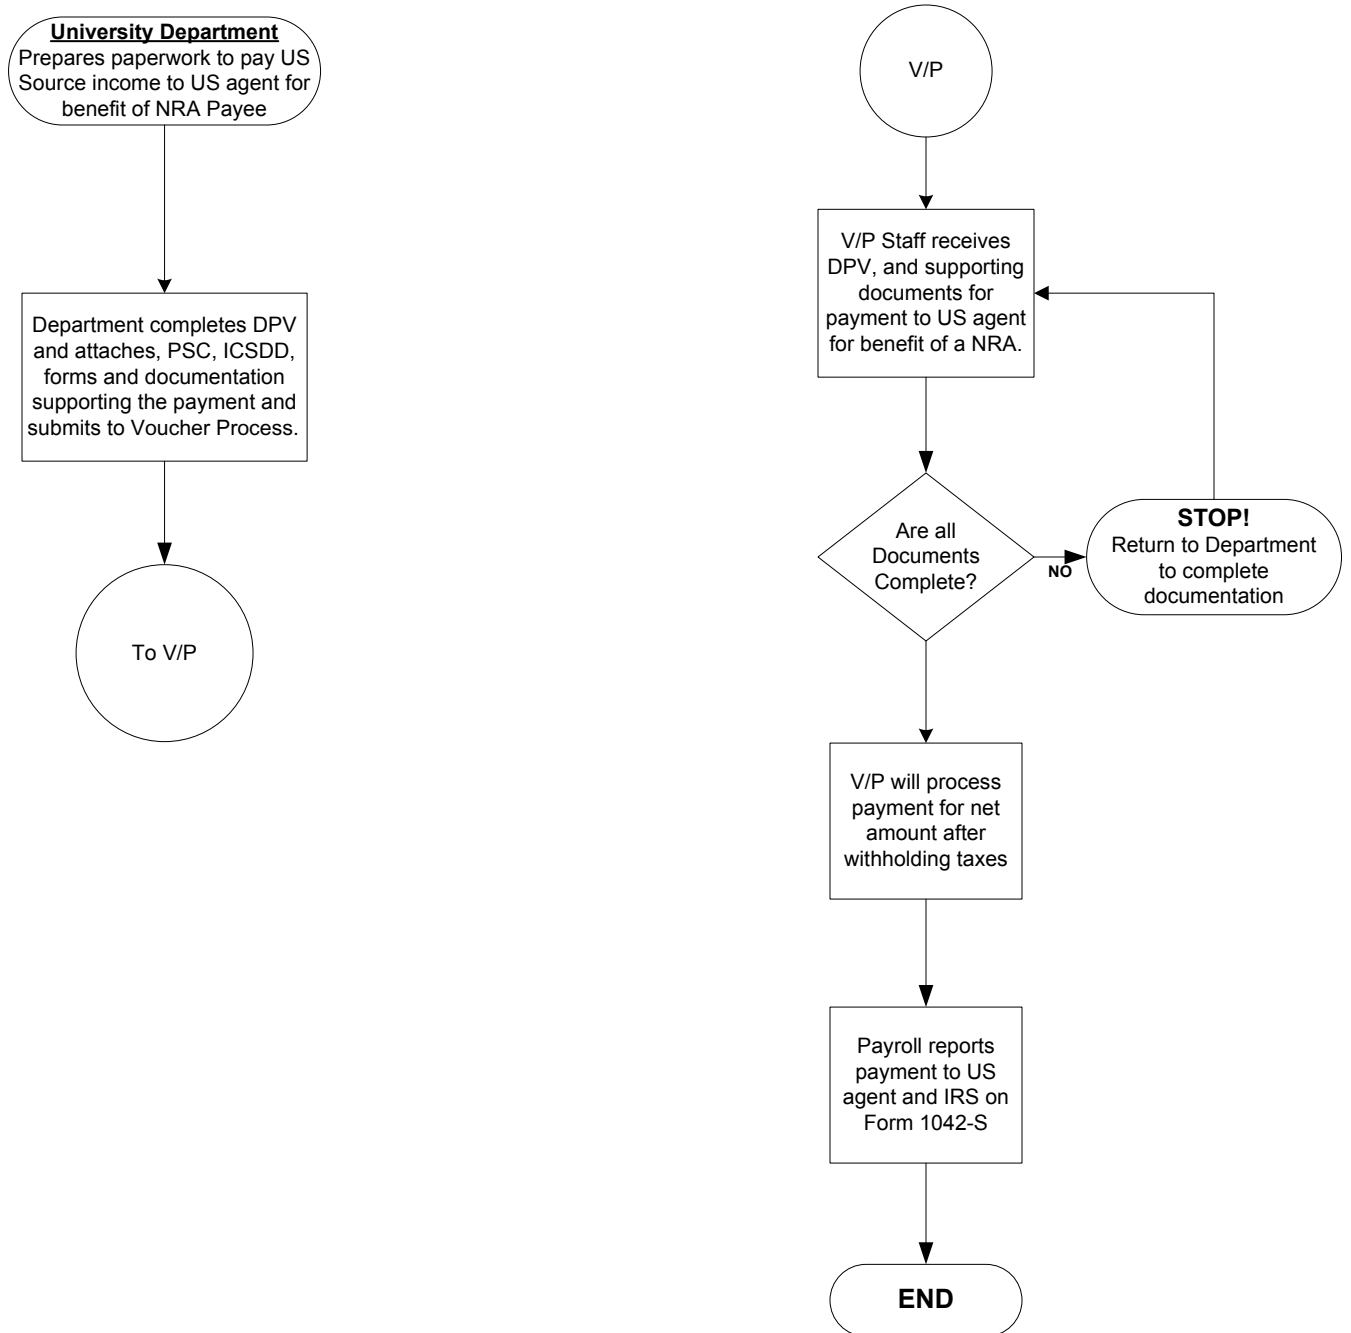 University Department
Prepares paperwork to pay US
Source income to US agent for
benefit of NRA Payee
Department completes DPV
and attaches, PSC, ICSDD,
forms and documentation
supporting the payment and
submits to Voucher Process.
To V/P
V/P
V/P Staff receives
DPV, and supporting
documents for
payment to US agent
for benefit of a NRA.
Are all
Documents
Complete?
NO
STOP!
Return to Department
to complete
documentation
V/P will process
payment for net
amount after
withholding taxes
Payroll reports
payment to US
agent and IRS on
Form 1042-S
END